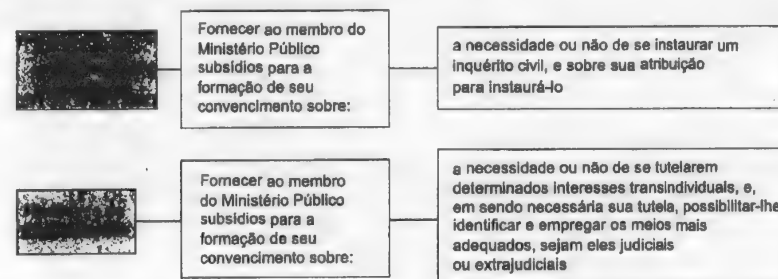 Fornecer ao membro do
Ministério Público
subsídios para a
formação de seu
convencimento sobre:
a necessidade ou não de se instaurar um
inquérito civil, e sobre sua atribuição
para instaurá-lo
Fornecer ao membro
do Ministério Público
subsídios para a
formação de seu
convencimento sobre:
a necessidade ou não de se tutelarem
determinados interesses transindividuais, e,
em sendo necessária sua tutela, possibilitar-lhe
identificar e empregar os meios mais
adequados, sejam eles judiciais
ou extrajudiciais